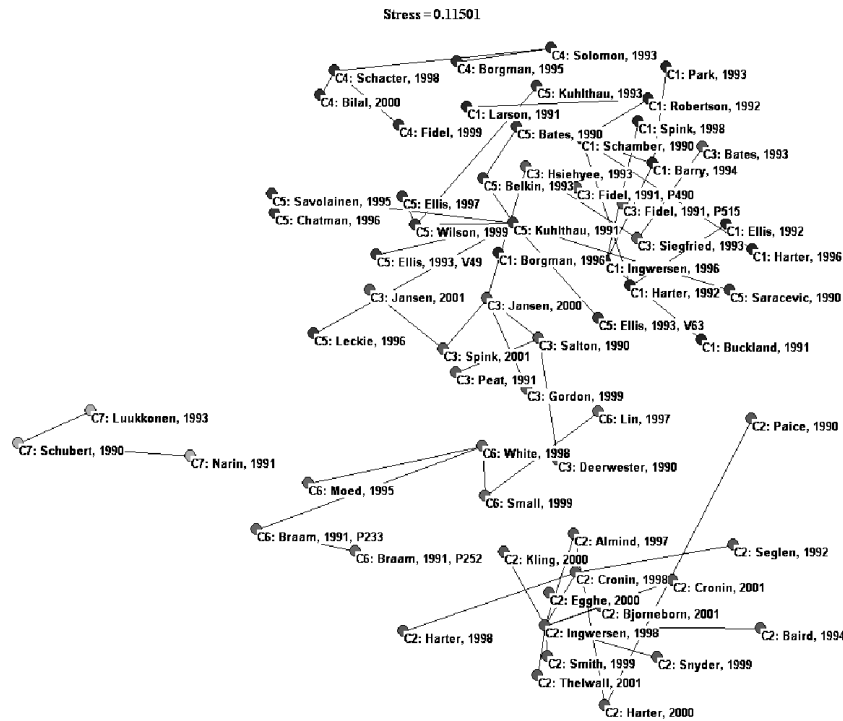 Stress = 0.11501
C4: Solomon, 1993
C4: Borgman, 1995
C4: Schacter, 1998
C1: Park, 1993
C5: Kuhlthau, 1993
C4: Bilal, 2000
C1: Robertson, 1992
C1: Larson, 1991
C4: Fidel, 1999
C5: Bates, 1990
C1: Spink, 1998
C1: Schamber, 1990
C3: Bates, 1993
C1: Barry, 1994
C3: Hsiehyee, 1993
C5: Belkin, 1993
C3: Fidel, 1991, P490
C5: Savolainen, 1995
C5: Ellis, 1997
C3: Fidel, 1991, P515
C5: Chatman, 1996
C5: Wilson, 1999
C5: Kuhlthau, 1991
C1: Ellis, 1992
C3: Siegfried, 1993
C1: Harter, 1996
C5: Ellis, 1993, V49
C1: Borgman, 1996
C1: Ingwersen, 1996
C3: Jansen, 2001
C3: Jansen, 2000
C1: Harter, 1992
C5: Saracevic, 1990
C5: Ellis, 1993, V63
C5: Leckie, 1996
C3: Spink, 2001
C3: Salton, 1990
C1: Buckland, 1991
C3: Peat, 1991
C3: Gordon, 1999
C7: Luukkonen, 1993
C6: Lin, 1997
C2: Paice, 1990
C7: Schubert, 1990
C7: Narin, 1991
C6: White, 1998
C3: Deerwester, 1990
C6: Moed, 1995
C6: Small, 1999
C6: Braam, 1991, P233
C6: Braam, 1991, P252
C2: Almind, 1997
C2: Kling, 2000
C2: Seglen, 1992
C2: Cronin, 1998
C2: Cronin, 2001
C2: Egghe, 2000
C2: Bjorneborn, 2001
C2: Harter, 1998
C2: Ingwersen, 1998
C2: Baird, 1994
C2: Smith, 1999
C2: Snyder, 1999
C2: Thelwall, 2001
C2: Harter, 2000